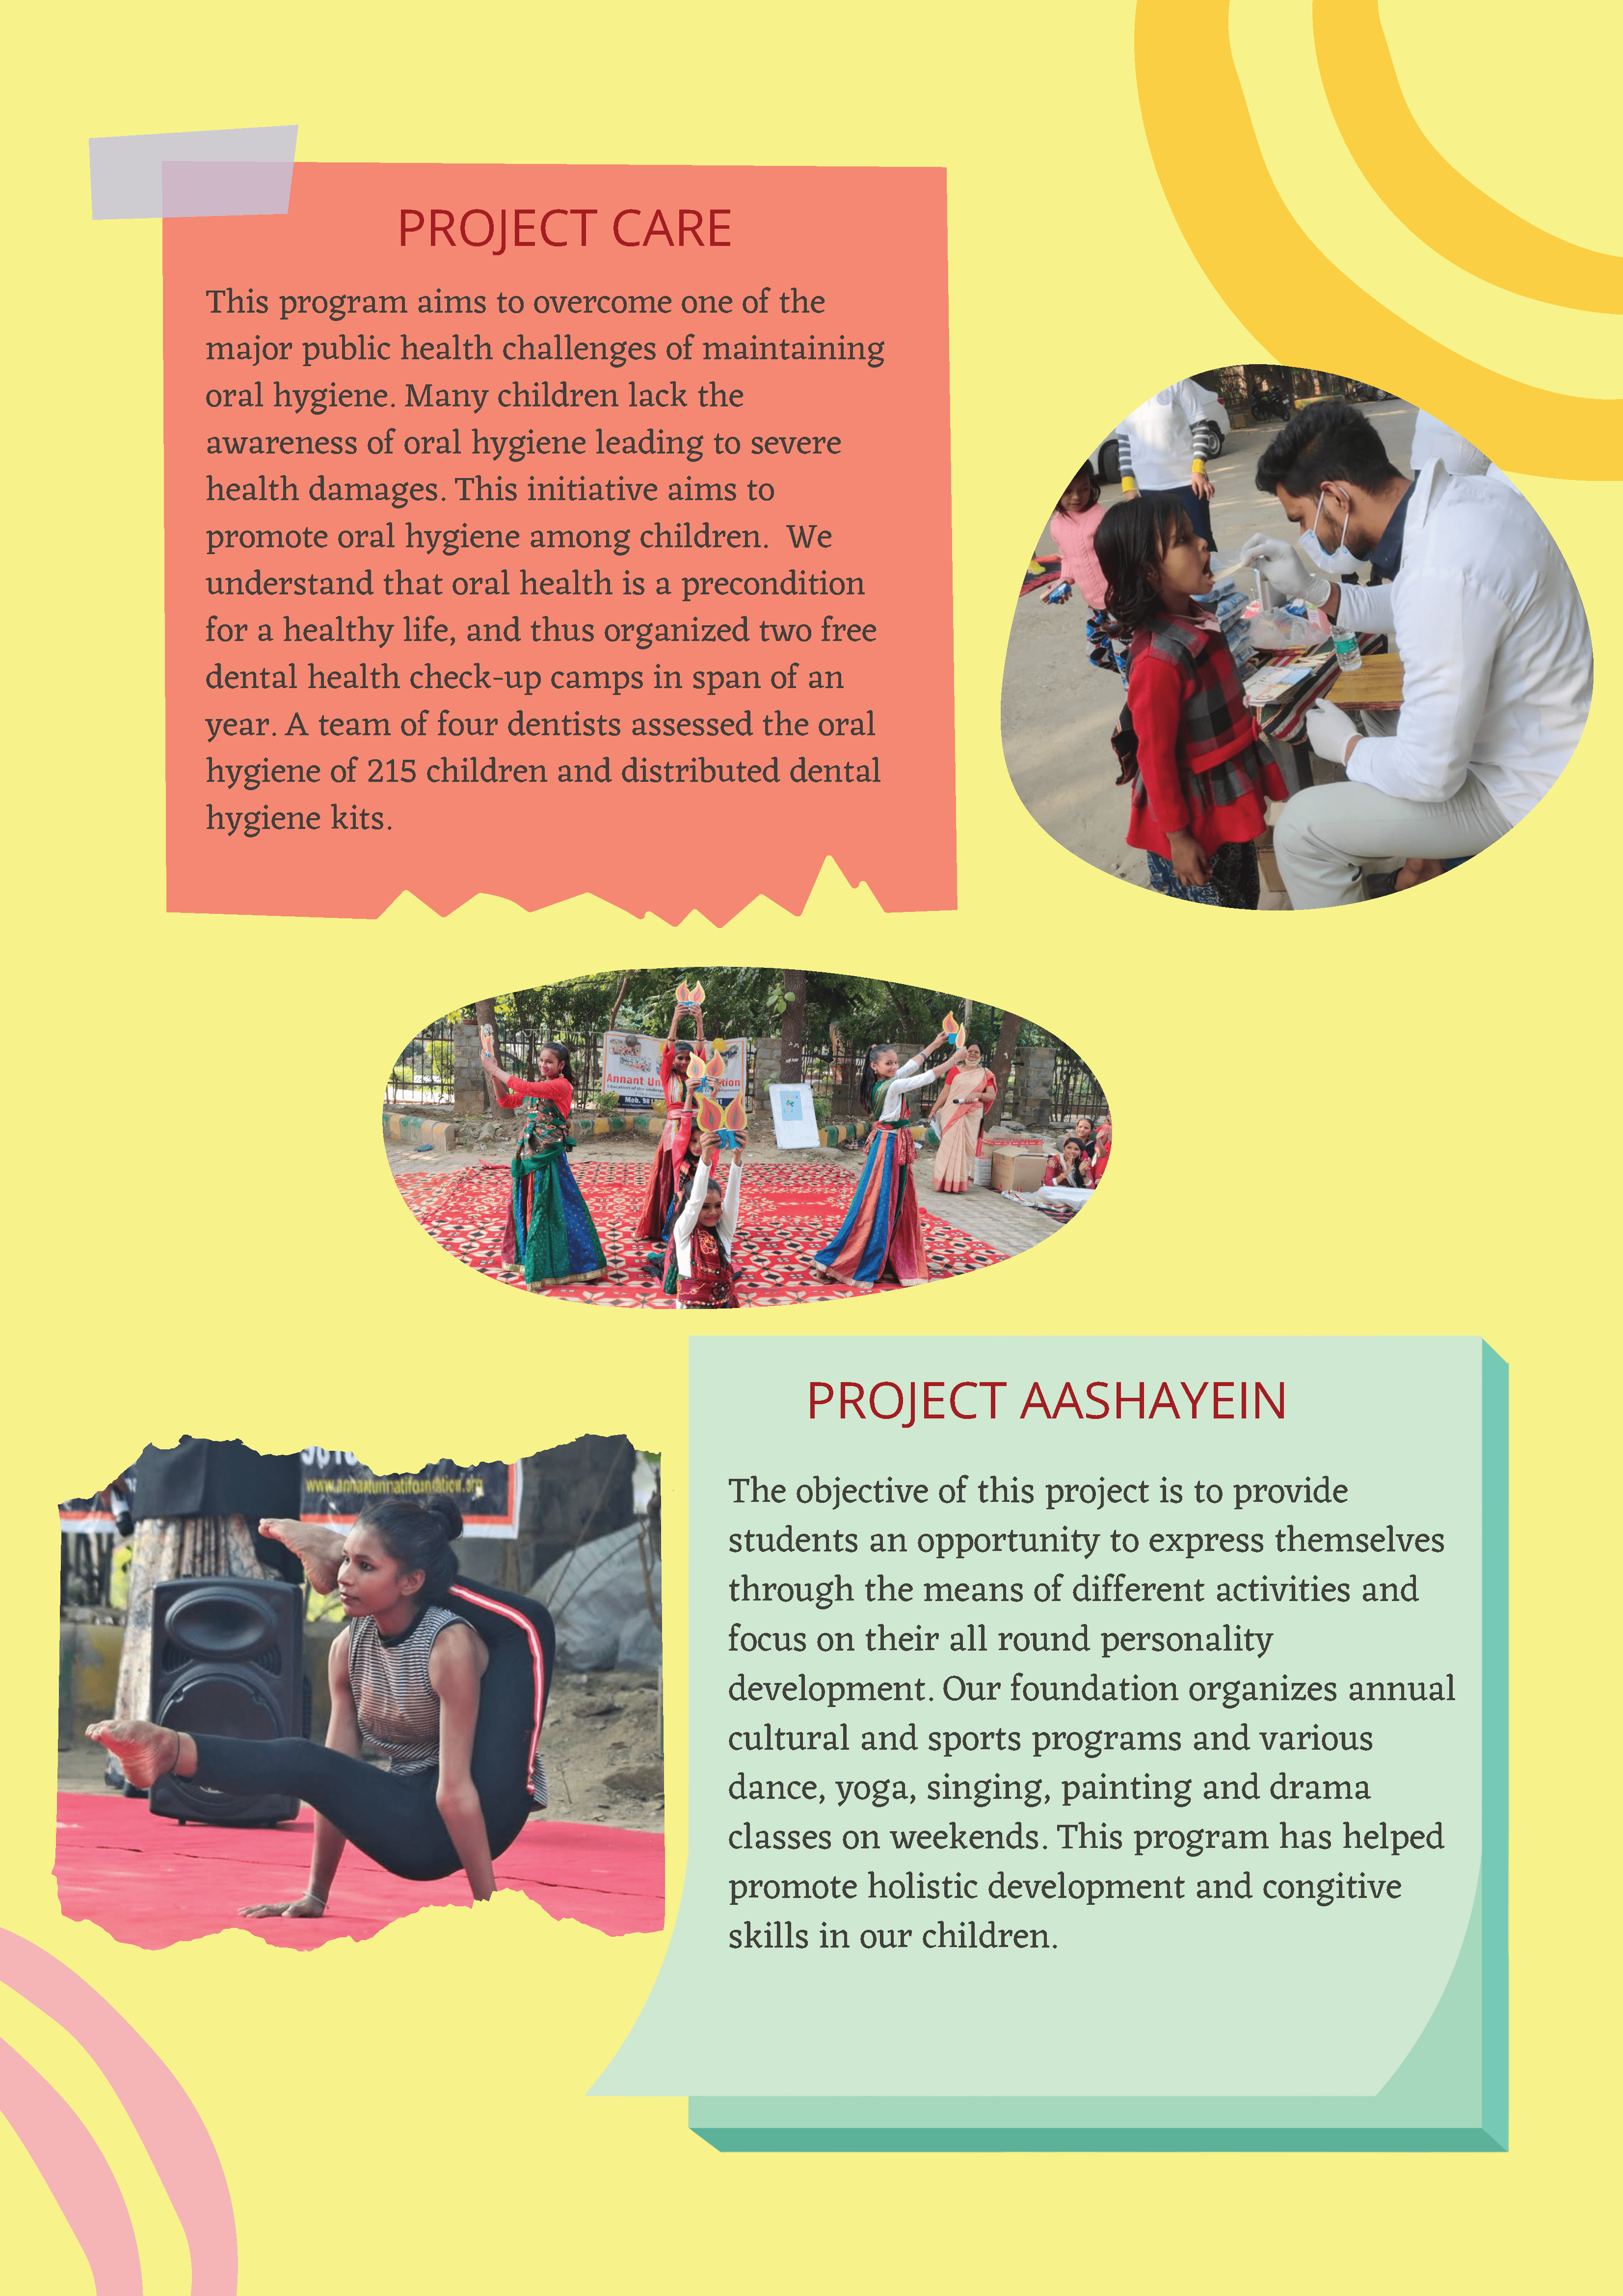 PROJECT CARE
This program aims to overcome one of the
major public health challenges of maintaining
oral hygiene. Many children lack the
awareness of oral hygiene leading to severe
health damages. This initiative aims to
promote oral hygiene among children.  We
understand that oral health is a precondition
for a healthy life, and thus organized two free
dental health check-up camps in span of an
year. A team of four dentists assessed the oral
hygiene of 215 children and distributed dental
hygiene kits.
Annant Un tion
Mob.
PROJECT AASHAYEIN
The objective of this project is to provide
students an opportunity to express themselves
through the means of different activities and
focus on their all round personality
development. Our foundation organizes annual
cultural and sports programs and various
dance, yoga, singing, painting and drama
classes on weekends. This program has helped
promote holistic development and congitive
skills in our children.
www.annantunnatifoundation.org